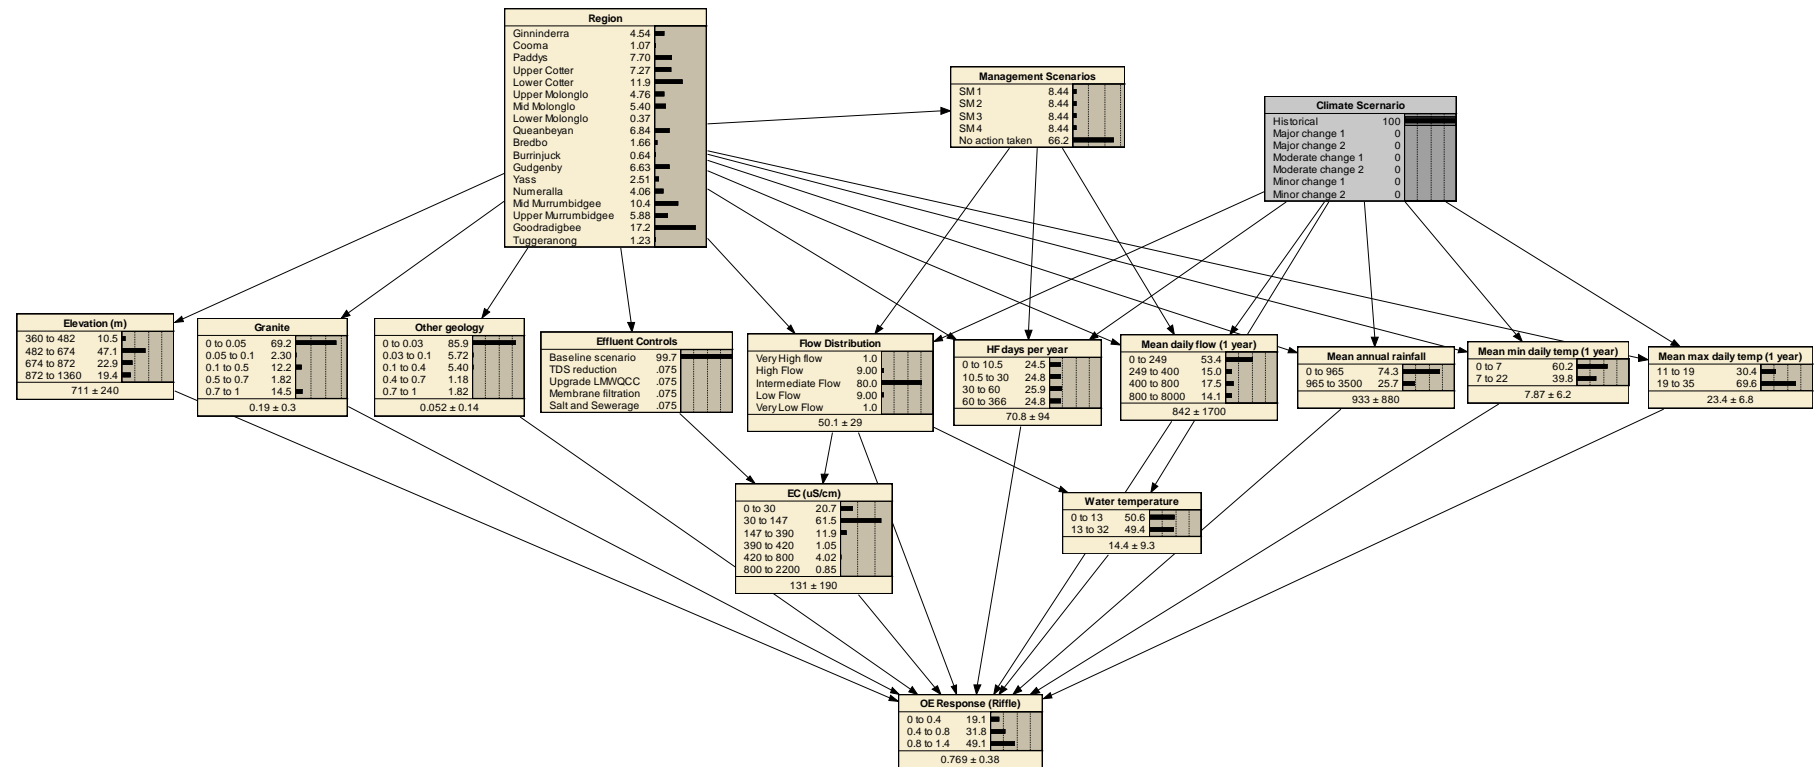 Region
Ginninderra 4.54
Cooma 1.07
Paddys 7.70
Upper Cotter 7.27
Lower Cotter 11.9
Upper Molonglo 4.76
Mid Molonglo 5.40
Lower Molonglo 0.37
Queanbeyan 6.84
Bredbo 1.66
Burrinjuck 0.64
Gudgenby 6.63
Yass 2.51
Numeralla 4.06
Mid Murrumbidgee 10.4
Upper Murrumbidgee 5.88
Goodradigbee 17.2
Tuggeranong 1.23
Management Scenarios
SM 1 8.44
SM 2 8.44
SM 3 8.44
SM 4 8.44
No action taken 66.2
Climate Scernario
Historical 100
Major change 1 0
Major change 2 0
Moderate change 1 0
Moderate change 2 0
Minor change 1 0
Minor change 2 0
Elevation (m)
360 to 482 10.5
482 to 674 47.1
674 to 872 22.9
872 to 1360 19.4
711 ± 240
Granite
0 to 0.05 69.2
0.05 to 0.1 2.30
0.1 to 0.5 12.2
0.5 to 0.7 1.82
0.7 to 1 14.5
0.19 ± 0.3
Other geology
0 to 0.03 85.9
0.03 to 0.1 5.72
0.1 to 0.4 5.40
0.4 to 0.7 1.18
0.7 to 1 1.82
0.052 ± 0.14
Effluent Controls
Baseline scenario 99.7
TDS reduction .075
Upgrade LMWQCC .075
Membrane filtration .075
Salt and Sewerage .075
Flow Distribution
Very High flow 1.0
High Flow 9.00
Intermediate Flow 80.0
Low Flow 9.00
Very Low Flow 1.0
50.1 ± 29
HF days per year
0 to 10.5 24.5
10.5 to 30 24.8
30 to 60 25.9
60 to 366 24.8
70.8 ± 94
Mean daily flow (1 year)
0 to 249 53.4
249 to 400 15.0
400 to 800 17.5
800 to 8000 14.1
842 ± 1700
Mean annual rainfall
0 to 965 74.3
965 to 3500 25.7
933 ± 880
Mean min daily temp (1 year)
0 to 7 60.2
7 to 22 39.8
7.87 ± 6.2
Mean max daily temp (1 year)
11 to 19 30.4
19 to 35 69.6
23.4 ± 6.8
EC (uS/cm)
0 to 30 20.7
30 to 147 61.5
147 to 390 11.9
390 to 420 1.05
420 to 800 4.02
800 to 2200 0.85
131 ± 190
Water temperature
0 to 13 50.6
13 to 32 49.4
14.4 ± 9.3
OE Response (Riffle)
0 to 0.4 19.1
0.4 to 0.8 31.8
0.8 to 1.4 49.1
0.769 ± 0.38